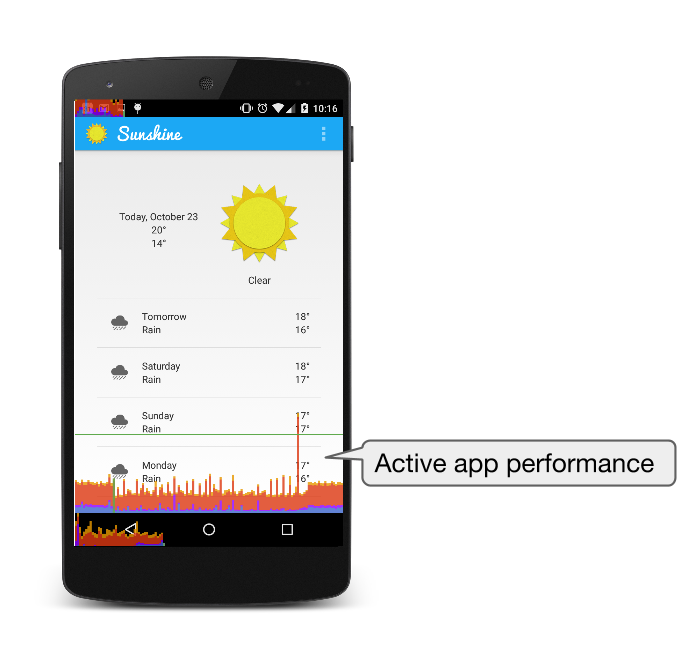 10:16
Sunshine
Today, October 23
20°
14°
Clear
Tomorrow
Rain
18°
16°
Saturday
Rain
18°
17°
Sunday
Rain
17°
17°
Active app performance
Monday
Rain
17°